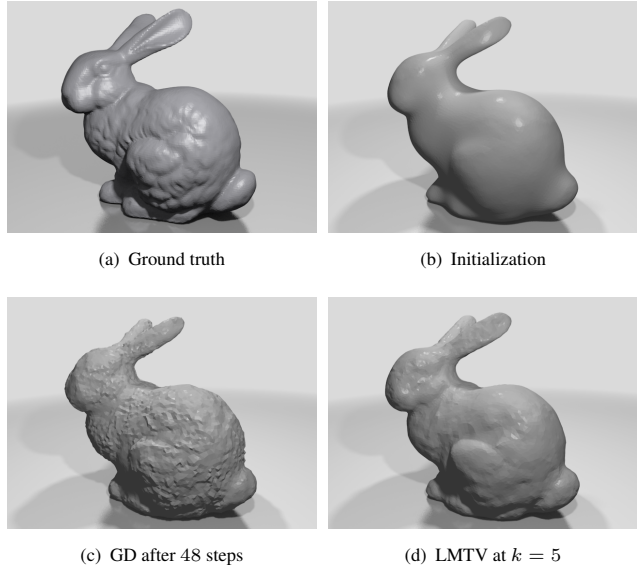 (a) Ground truth
(b) Initialization
(c) GD after 48 steps
(d) LMTV at k = 5